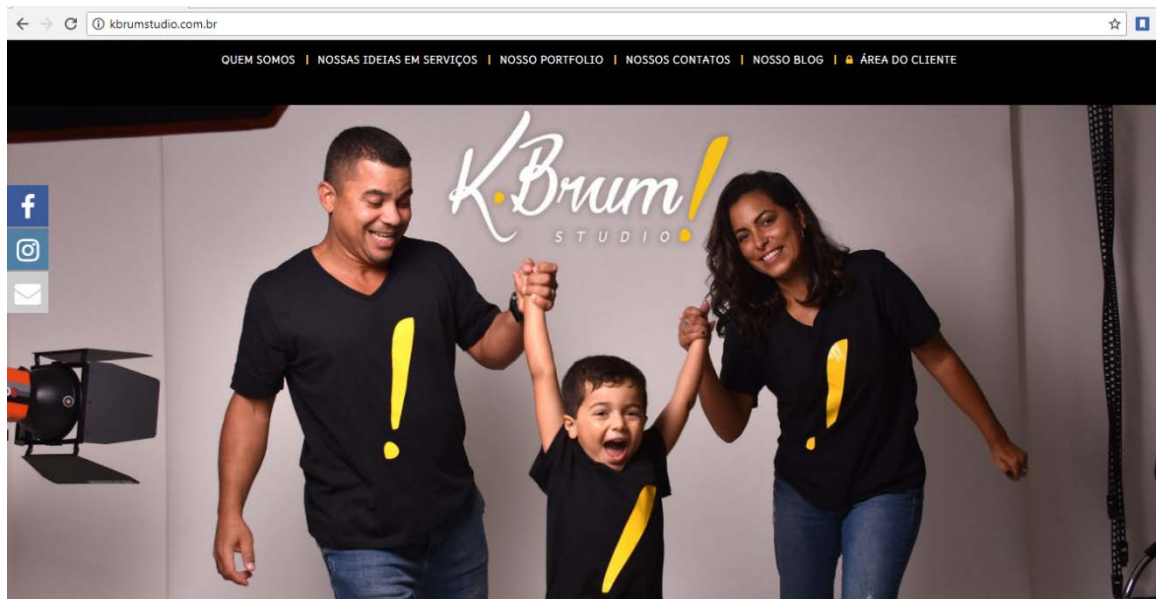 kbrumstudio.com.br
QUEM SOMOS | NOSSAS IDEIAS EM SERVIÇOS | NOSSO PORTFOLIO | NOSSOS CONTATOS | NOSSO BLOG | ÁREA DO CLIENTE
K.Brum!
STUDIO